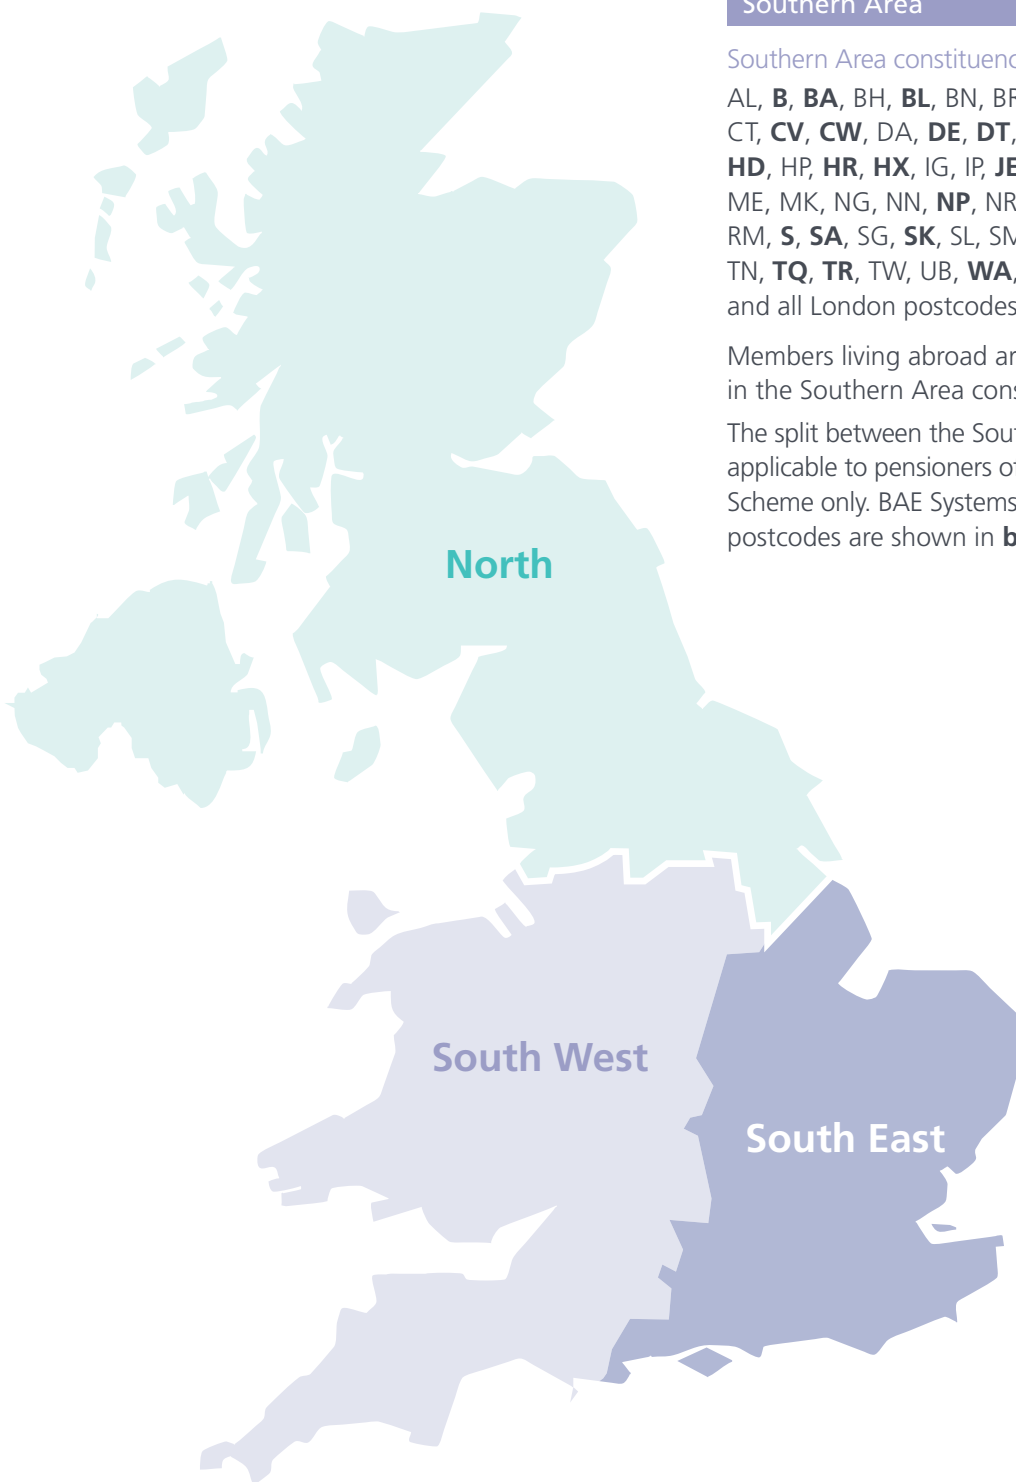 Southern Area
Southern Area constituenc
AL, B, BA, BH, BL, BN, BR
CT, CV, CW, DA, DE, DT,
HD, HP, HR, HX, IG, IP, JE
ME, MK, NG, NN, NP, NR
RM, S, SA, SG, SK, SL, SM
TN, TQ, TR, TW, UB, WA,
and all London postcodes
Members living abroad ar
in the Southern Area cons
The split between the Sout
applicable to pensioners of
Scheme only. BAE Systems
postcodes are shown in b
North
South West
South East